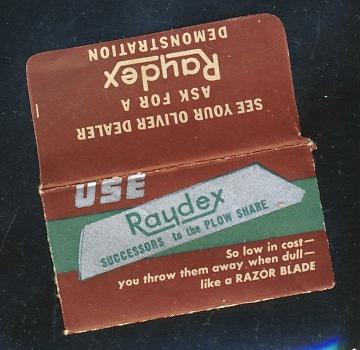 SEE YOUR OLIVER DEALER
ASK FOR A
Raydex
DEMONSTRATION
USE
Raydex
SUCCESSORS to the PLOW SHARE
So low in cost—
you throw them away when dull—
like a RAZOR BLADE